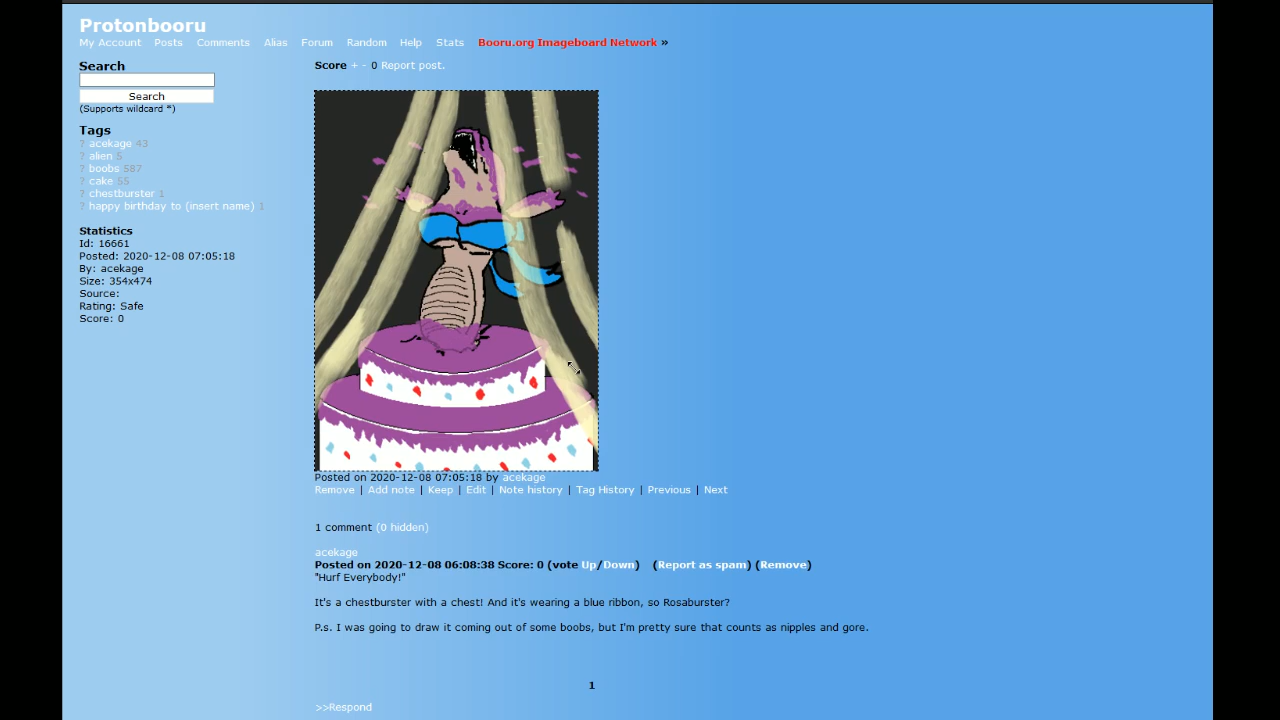 Protonbooru
My Account Posts Comments Alias Forum Random Help Stats Booru.org Imageboard Network »
Search
Search
(Supports wildcard *)
Tags
? acekage 43
? alien 5
? boobs 587
? cake 55
? chestburster 1
? happy birthday to (insert name) 1
Statistics
Id: 16661
Posted: 2020-12-08 07:05:18
By: acekage
Size: 354x474
Source:
Rating: Safe
Score: 0
Score + - 0 Report post.
Posted on 2020-12-08 07:05:18 by acekage
Remove | Add note | Keep | Edit | Note history | Tag History | Previous | Next
1 comment (0 hidden)
acekage
Posted on 2020-12-08 06:08:38 Score: 0 (vote Up/Down) (Report as spam) (Remove)
"Hurf Everybody!"
It's a chestburster with a chest! And it's wearing a blue ribbon, so Rosaburster?
P.s. I was going to draw it coming out of some boobs, but I'm pretty sure that counts as nipples and gore.
1
>>Respond